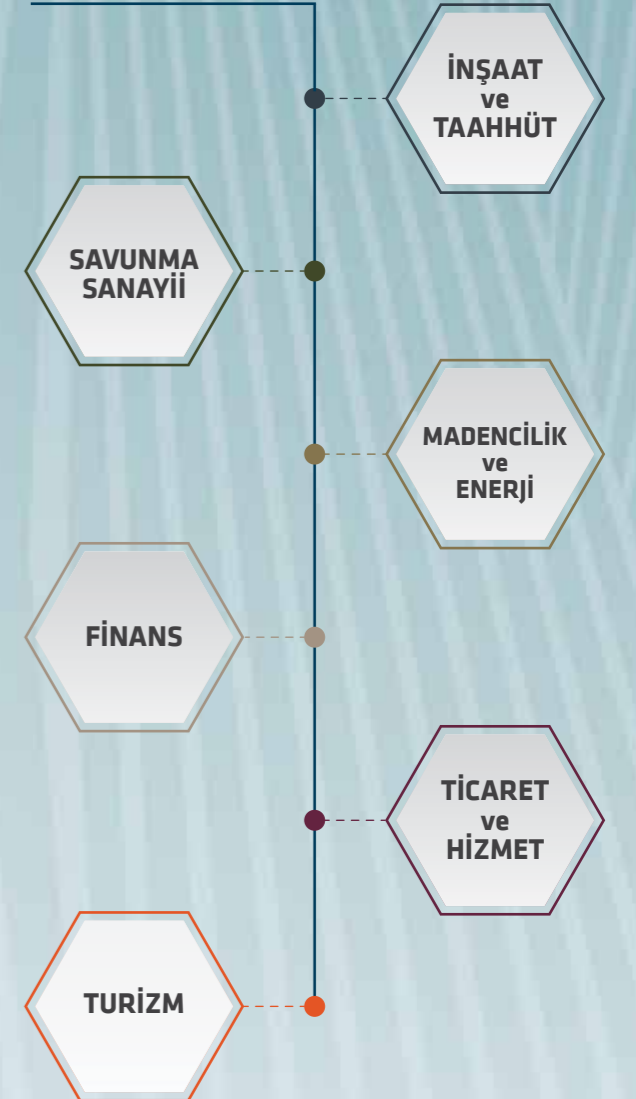 İNŞAAT
ve
TAAHHÜT
SAVUNMA
SANAYİİ
MADENCİLİK
ve
ENERJİ
FİNANS
TİCARET
ve
HİZMET
TURİZM